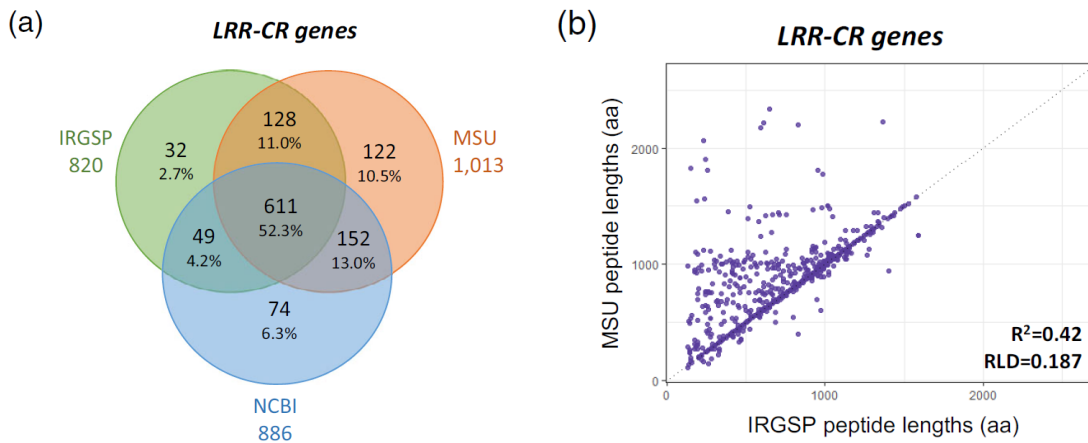 (a)
LRR-CR genes
IRGSP
820
MSU
1,013
NCBI
886
32
2.7%
128
11.0%
122
10.5%
611
52.3%
49
4.2%
152
13.0%
74
6.3%
(b)
LRR-CR genes
MSU peptide lengths (aa)
2000
1000
0
R²=0.42
RLD=0.187
0
1000
2000
IRGSP peptide lengths (aa)